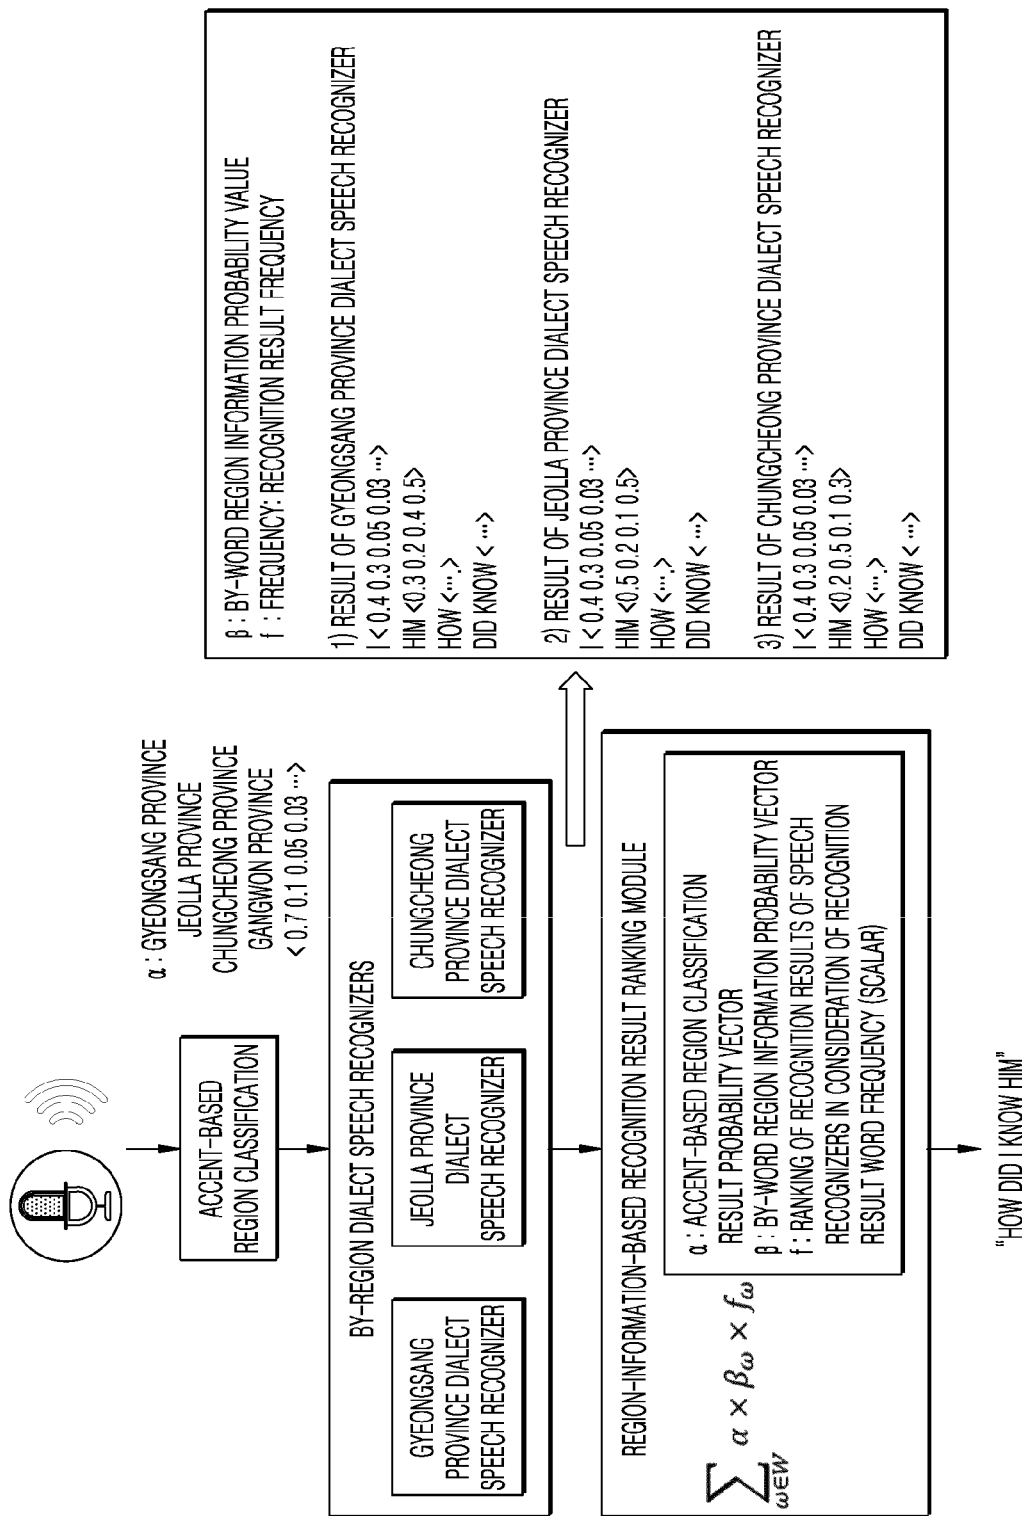 ACCENT-BASED
REGION CLASSIFICATION
α : GYEONGSANG PROVINCE
JEOLLA PROVINCE
CHUNGCHEONG PROVINCE
GANGWON PROVINCE
< 0.7 0.1 0.05 0.03 ···>
BY-REGION DIALECT SPEECH RECOGNIZERS
GYEONGSANG
PROVINCE DIALECT
SPEECH RECOGNIZER
JEOLLA PROVINCE
DIALECT
SPEECH RECOGNIZER
CHUNGCHEONG
PROVINCE DIALECT
SPEECH RECOGNIZER
REGION-INFORMATION-BASED RECOGNITION RESULT RANKING MODULE
∑ α × βω × fω
ω∈W
α : ACCENT-BASED REGION CLASSIFICATION
RESULT PROBABILITY VECTOR
β : BY-WORD REGION INFORMATION PROBABILITY VECTOR
f : RANKING OF RECOGNITION RESULTS OF SPEECH
RECOGNIZERS IN CONSIDERATION OF RECOGNITION
RESULT WORD FREQUENCY (SCALAR)
"HOW DID I KNOW HIM"
β : BY-WORD REGION INFORMATION PROBABILITY VALUE
f : FREQUENCY: RECOGNITION RESULT FREQUENCY
1) RESULT OF GYEONGSANG PROVINCE DIALECT SPEECH RECOGNIZER
I < 0.4 0.3 0.05 0.03 ···>
HIM <0.3 0.2 0.4 0.5>
HOW <···.>
DID KNOW < ···>
2) RESULT OF JEOLLA PROVINCE DIALECT SPEECH RECOGNIZER
I < 0.4 0.3 0.05 0.03 ···>
HIM <0.5 0.2 0.1 0.5>
HOW <···.>
DID KNOW < ···>
3) RESULT OF CHUNGCHEONG PROVINCE DIALECT SPEECH RECOGNIZER
I < 0.4 0.3 0.05 0.03 ···>
HIM <0.2 0.5 0.1 0.3>
HOW <···.>
DID KNOW < ···>